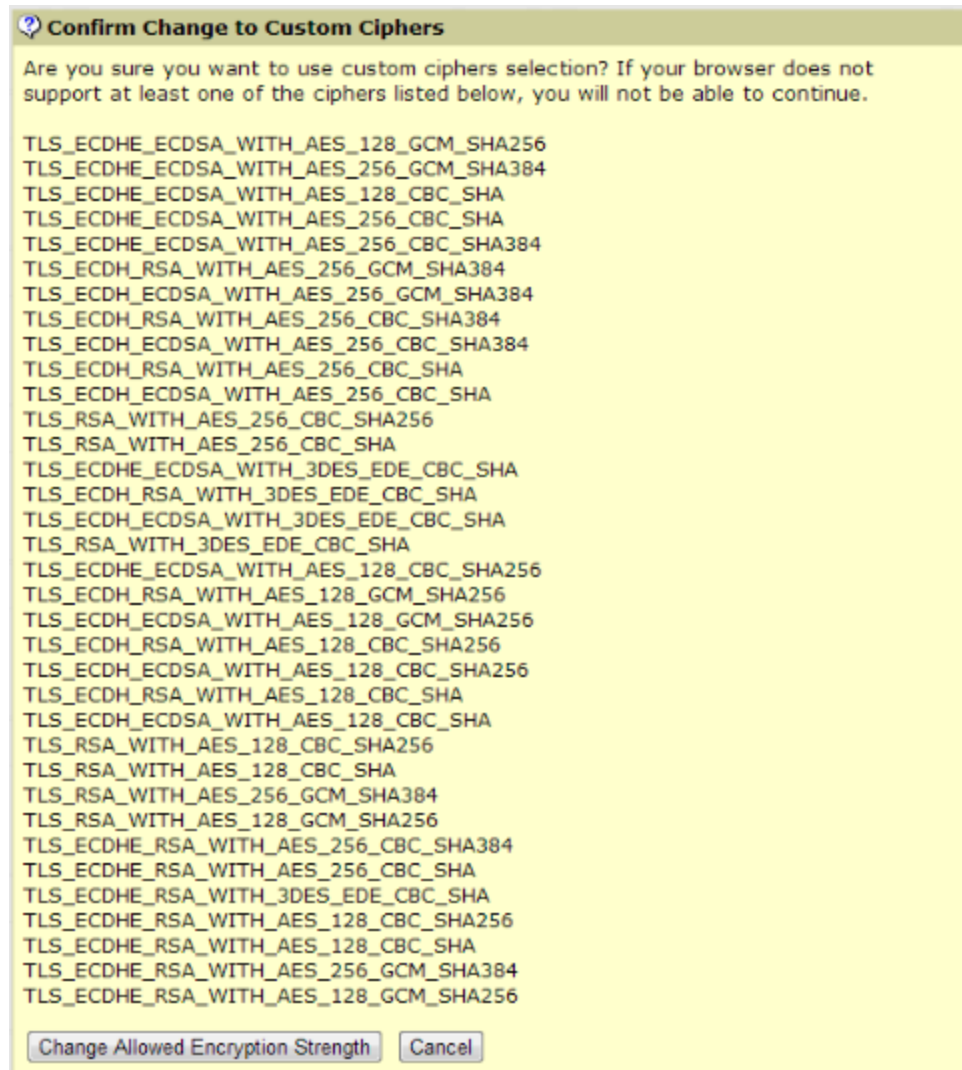 Confirm Change to Custom Ciphers
Are you sure you want to use custom ciphers selection? If your browser does not
support at least one of the ciphers listed below, you will not be able to continue.
TLS_ECDHE_ECDSA_WITH_AES_128_GCM_SHA256
TLS_ECDHE_ECDSA_WITH_AES_256_GCM_SHA384
TLS_ECDHE_ECDSA_WITH_AES_128_CBC_SHA
TLS_ECDHE_ECDSA_WITH_AES_256_CBC_SHA
TLS_ECDHE_ECDSA_WITH_AES_256_CBC_SHA384
TLS_ECDH_RSA_WITH_AES_256_GCM_SHA384
TLS_ECDH_ECDSA_WITH_AES_256_GCM_SHA384
TLS_ECDH_RSA_WITH_AES_256_CBC_SHA384
TLS_ECDH_ECDSA_WITH_AES_256_CBC_SHA384
TLS_ECDH_RSA_WITH_AES_256_CBC_SHA
TLS_ECDH_ECDSA_WITH_AES_256_CBC_SHA
TLS_RSA_WITH_AES_256_CBC_SHA256
TLS_RSA_WITH_AES_256_CBC_SHA
TLS_ECDHE_ECDSA_WITH_3DES_EDE_CBC_SHA
TLS_ECDH_RSA_WITH_3DES_EDE_CBC_SHA
TLS_ECDH_ECDSA_WITH_3DES_EDE_CBC_SHA
TLS_RSA_WITH_3DES_EDE_CBC_SHA
TLS_ECDHE_ECDSA_WITH_AES_128_CBC_SHA256
TLS_ECDH_RSA_WITH_AES_128_GCM_SHA256
TLS_ECDH_ECDSA_WITH_AES_128_GCM_SHA256
TLS_ECDH_RSA_WITH_AES_128_CBC_SHA256
TLS_ECDH_ECDSA_WITH_AES_128_CBC_SHA256
TLS_ECDH_RSA_WITH_AES_128_CBC_SHA
TLS_ECDH_ECDSA_WITH_AES_128_CBC_SHA
TLS_RSA_WITH_AES_128_CBC_SHA256
TLS_RSA_WITH_AES_128_CBC_SHA
TLS_RSA_WITH_AES_256_GCM_SHA384
TLS_RSA_WITH_AES_128_GCM_SHA256
TLS_ECDHE_RSA_WITH_AES_256_CBC_SHA384
TLS_ECDHE_RSA_WITH_AES_256_CBC_SHA
TLS_ECDHE_RSA_WITH_3DES_EDE_CBC_SHA
TLS_ECDHE_RSA_WITH_AES_128_CBC_SHA256
TLS_ECDHE_RSA_WITH_AES_128_CBC_SHA
TLS_ECDHE_RSA_WITH_AES_256_GCM_SHA384
TLS_ECDHE_RSA_WITH_AES_128_GCM_SHA256
Change Allowed Encryption Strength Cancel